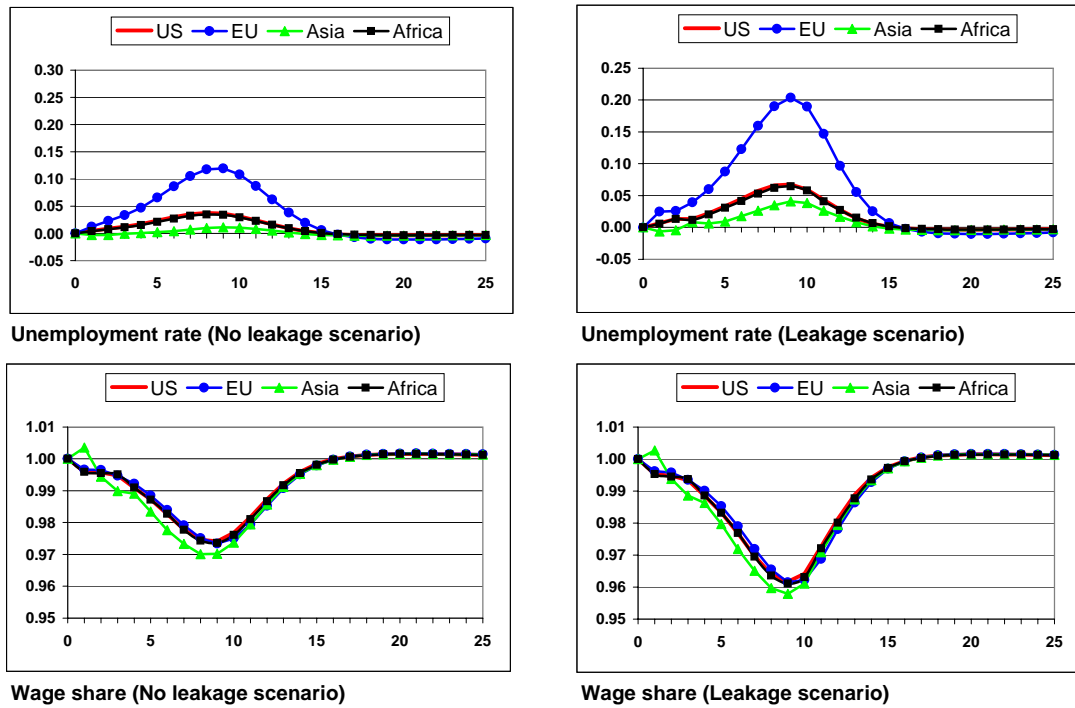 US EU Asia Africa
0.30
0.25
0.20
0.15
0.10
0.05
0.00
-0.05
0 5 10 15 20 25
Unemployment rate (No leakage scenario)
US EU Asia Africa
0.25
0.20
0.15
0.10
0.05
0.00
-0.05
0 5 10 15 20 25
Unemployment rate (Leakage scenario)
US EU Asia Africa
1.01
1.00
0.99
0.98
0.97
0.96
0.95
0 5 10 15 20 25
Wage share (No leakage scenario)
US EU Asia Africa
1.01
1.00
0.99
0.98
0.97
0.96
0.95
0 5 10 15 20 25
Wage share (Leakage scenario)